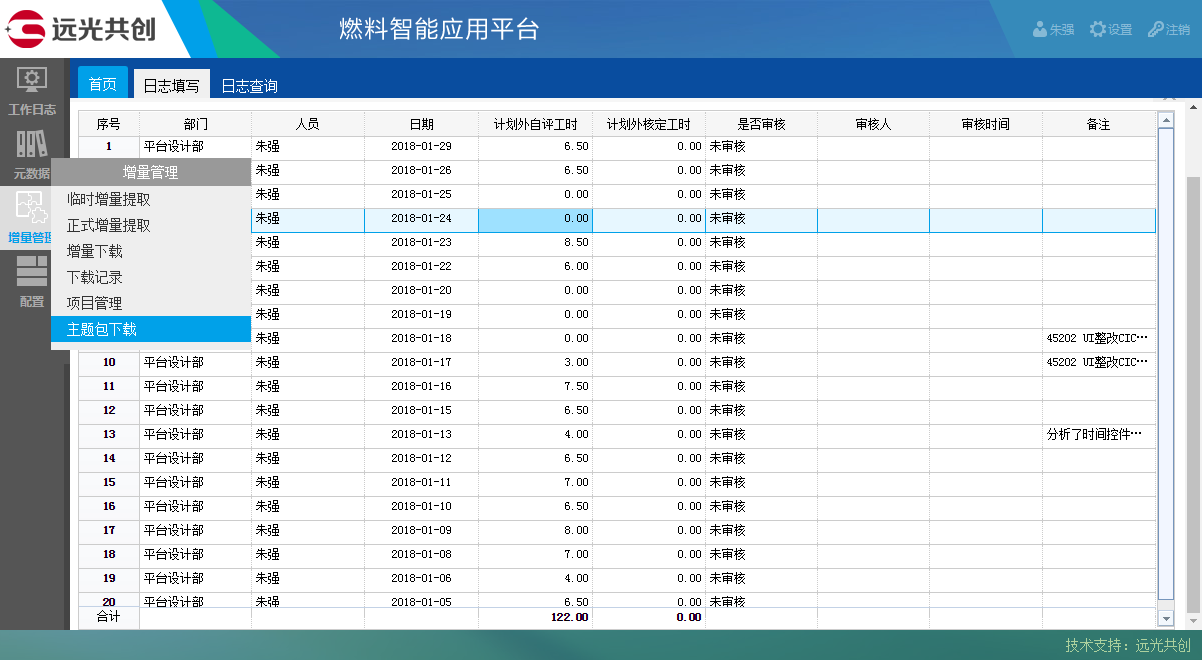 远光共创 燃料智能应用平台 朱强 设置 注销
首页 日志填写 日志查询
工作日志
元数据
增量管理
配置
增量管理
临时增量提取
正式增量提取
增量下载
下载记录
项目管理
主题包下载
序号 部门 人员 日期 计划外自评工时 计划外核定工时 是否审核 审核人 审核时间 备注
1 平台设计部 朱强 2018-01-29 6.50 0.00 未审核
朱强 2018-01-26 6.50 0.00 未审核
朱强 2018-01-25 0.00 0.00 未审核
朱强 2018-01-24 0.00 0.00 未审核
朱强 2018-01-23 8.50 0.00 未审核
朱强 2018-01-22 6.00 0.00 未审核
朱强 2018-01-20 0.00 0.00 未审核
朱强 2018-01-19 0.00 0.00 未审核
朱强 2018-01-18 0.00 0.00 未审核 45202 UI整改CIC…
10 平台设计部 朱强 2018-01-17 3.00 0.00 未审核 45202 UI整改CIC…
11 平台设计部 朱强 2018-01-16 7.50 0.00 未审核
12 平台设计部 朱强 2018-01-15 6.50 0.00 未审核
13 平台设计部 朱强 2018-01-13 4.00 0.00 未审核 分析了时间控件…
14 平台设计部 朱强 2018-01-12 6.50 0.00 未审核
15 平台设计部 朱强 2018-01-11 7.00 0.00 未审核
16 平台设计部 朱强 2018-01-10 6.50 0.00 未审核
17 平台设计部 朱强 2018-01-09 8.00 0.00 未审核
18 平台设计部 朱强 2018-01-08 7.00 0.00 未审核
19 平台设计部 朱强 2018-01-06 4.00 0.00 未审核
20 平台设计部 朱强 2018-01-05 6.50 0.00 未审核
合计 122.00 0.00
技术支持：远光共创